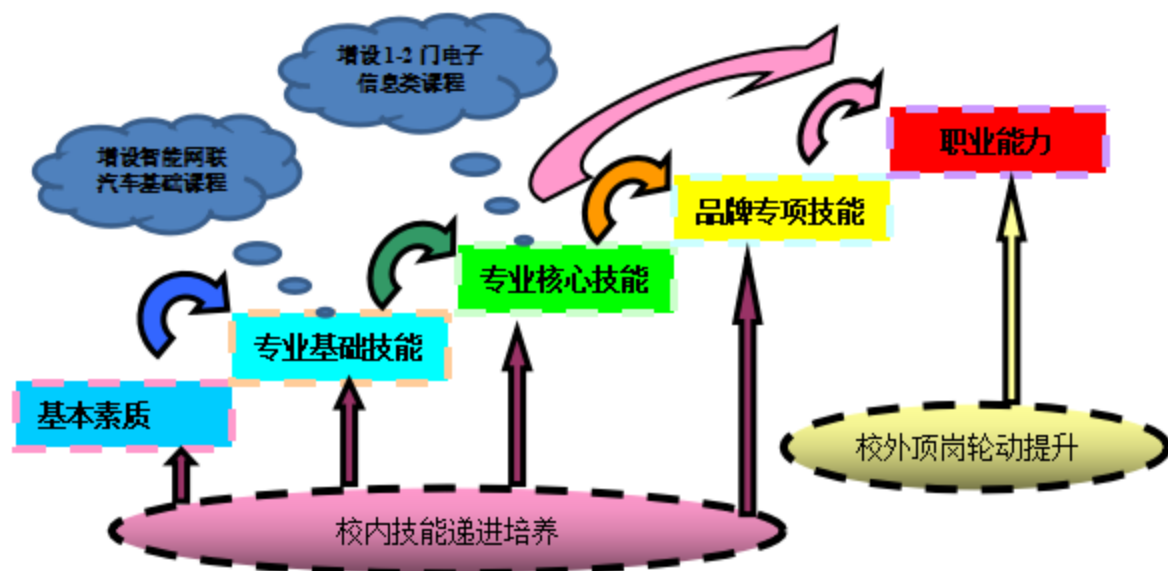 增设1-2门电子
信息类课程
增设智能网联
汽车基础课程
职业能力
品牌专项技能
专业核心技能
专业基础技能
基本素质
校外顶岗轮动提升
校内技能递进培养